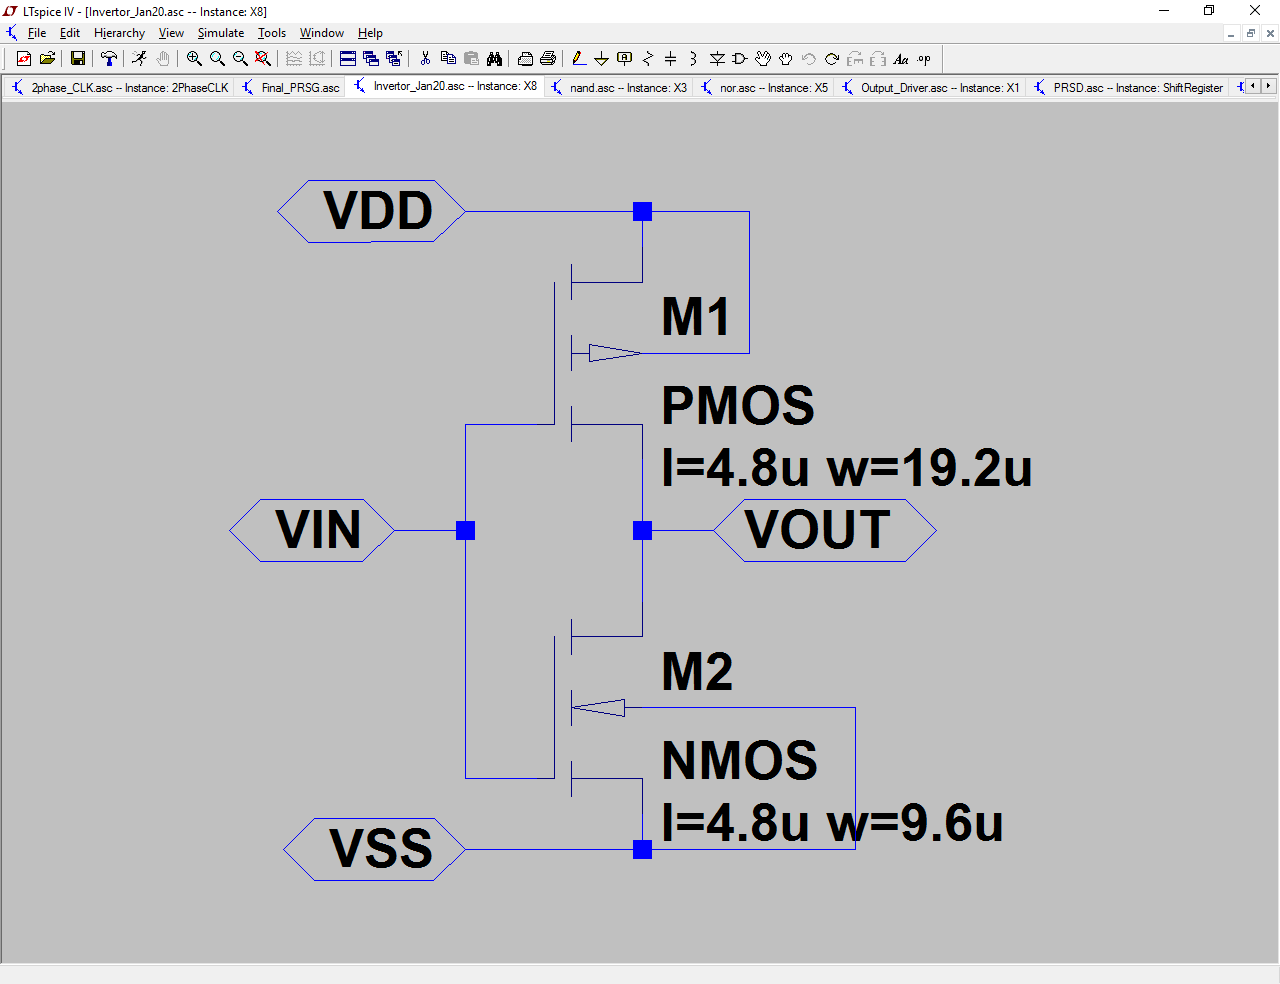 LTspice IV - [Invertor_Jan20.asc -- Instance: X8]
File Edit Hierarchy View Simulate Tools Window Help
Aa .op
2phase_CLK.asc -- Instance: 2PhaseCLK Final_PRSG.asc Invertor_Jan20.asc -- Instance: X8 nand.asc -- Instance: X3 nor.asc -- Instance: X5 Output_Driver.asc -- Instance: X1 PRSD.asc -- Instance: ShiftRegister
VDD
M1
PMOS
l=4.8u w=19.2u
VIN
VOUT
M2
NMOS
l=4.8u w=9.6u
VSS